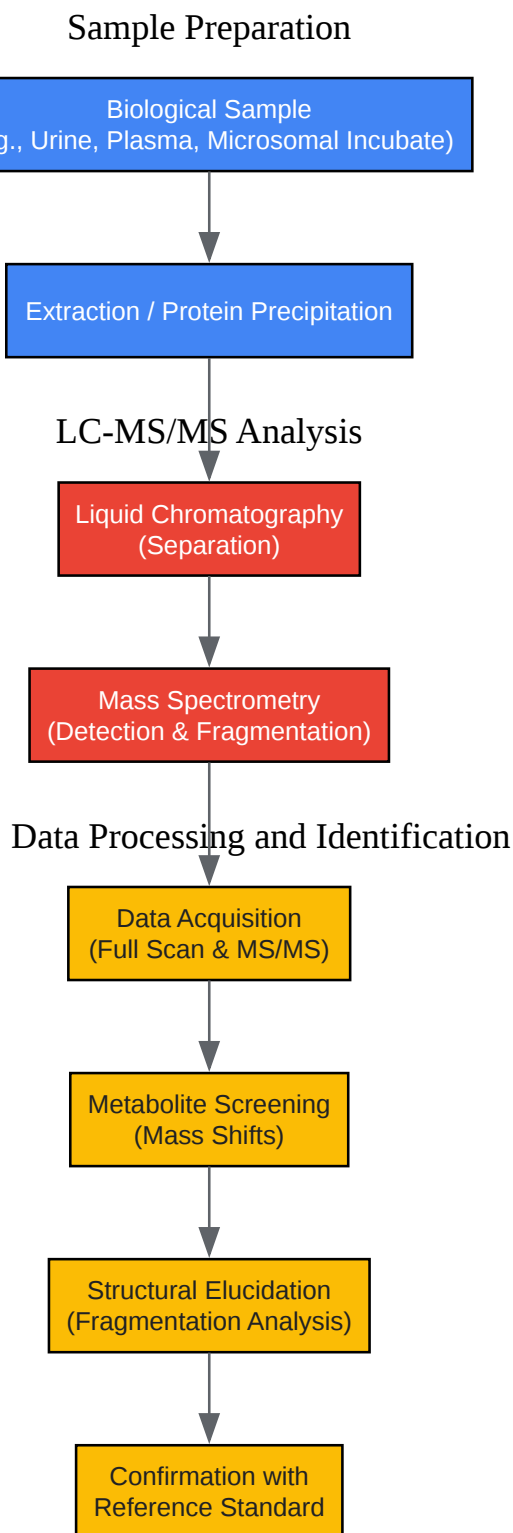 Sample Preparation
Biological Sample
g., Urine, Plasma, Microsomal Incubate)
Extraction / Protein Precipitation
LC-MS/MS Analysis
Liquid Chromatography
(Separation)
Mass Spectrometry
(Detection & Fragmentation)
Data Processing and Identification
Data Acquisition
(Full Scan & MS/MS)
Metabolite Screening
(Mass Shifts)
Structural Elucidation
(Fragmentation Analysis)
Confirmation with
Reference Standard